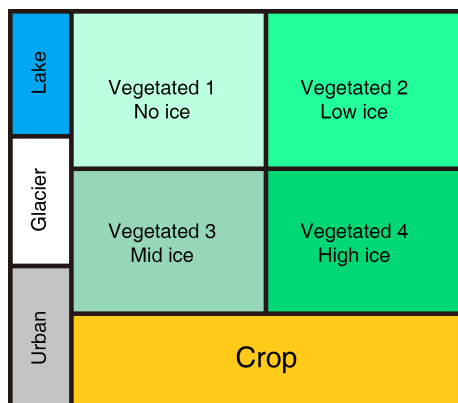 Lake
Glacier
Urban
Vegetated 1
No ice
Vegetated 2
Low ice
Vegetated 3
Mid ice
Vegetated 4
High ice
Crop